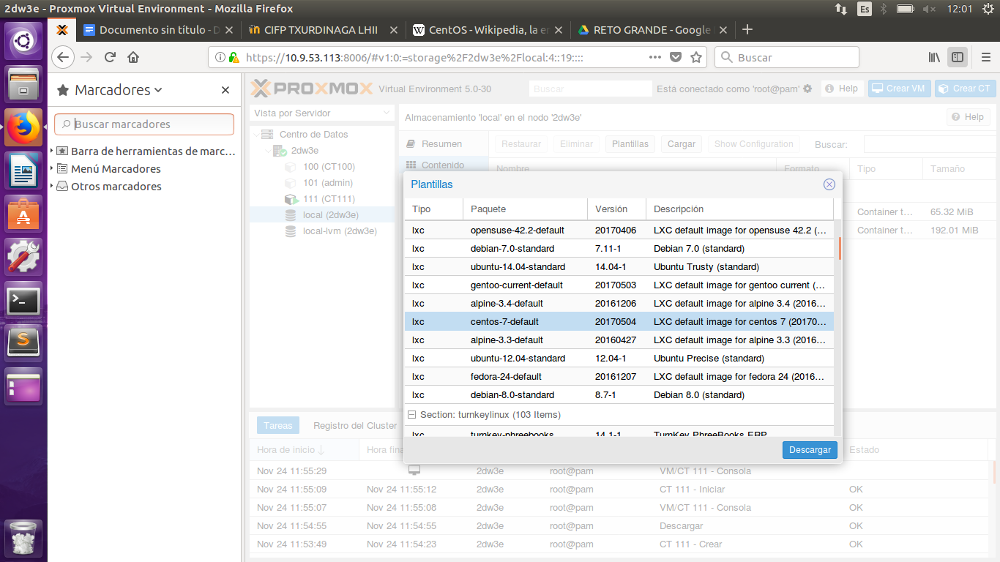 2dw3e - Proxmox Virtual Environment - Mozilla Firefox
Es
12:01
Documento sin título - D
CIFP TXURDINAGA LHII
CentOS - Wikipedia, la en
RETO GRANDE - Google
https://10.9.53.113:8006/#v1:0:=storage%2F2dw3e%2Flocal:4::19::::
Buscar
Marcadores
Buscar marcadores
Barra de herramientas de marc...
Menú Marcadores
Otros marcadores
PROXMOX Virtual Environment 5.0-30
Buscar
Está conectado como 'root@pam'
Help
Crear VM
Crear CT
Vista por Servidor
Centro de Datos
2dw3e
100 (CT100)
101 (admin)
111 (CT111)
local (2dw3e)
local-lvm (2dw3e)
Almacenamiento 'local' en el nodo '2dw3e'
Help
Resumen
Contenido
Restaurar
Eliminar
Plantillas
Cargar
Show Configuration
Buscar:
Nombre
Formato
Tipo
Tamaño
Container t...
65.32 MiB
Container t...
192.01 MiB
Plantillas
Tipo Paquete Versión Descripción
lxc opensuse-42.2-default 20170406 LXC default image for opensuse 42.2 (...
lxc debian-7.0-standard 7.11-1 Debian 7.0 (standard)
lxc ubuntu-14.04-standard 14.04-1 Ubuntu Trusty (standard)
lxc gentoo-current-default 20170503 LXC default image for gentoo current (...
lxc alpine-3.4-default 20161206 LXC default image for alpine 3.4 (2016...
lxc centos-7-default 20170504 LXC default image for centos 7 (20170...
lxc alpine-3.3-default 20160427 LXC default image for alpine 3.3 (2016...
lxc ubuntu-12.04-standard 12.04-1 Ubuntu Precise (standard)
lxc fedora-24-default 20161207 LXC default image for fedora 24 (2016...
lxc debian-8.0-standard 8.7-1 Debian 8.0 (standard)
Section: turnkeylinux (103 Items)
lxc turnkey-phreebooks 14.1-1 TurnKey PhreeBooks ERP
Descargar
Tareas
Registro del Cluster
Hora de inicio
Hora fina
Estado
Nov 24 11:55:29 2dw3e root@pam VM/CT 111 - Consola
Nov 24 11:55:09 Nov 24 11:55:12 2dw3e root@pam CT 111 - Iniciar OK
Nov 24 11:55:07 Nov 24 11:55:08 2dw3e root@pam VM/CT 111 - Consola OK
Nov 24 11:54:55 Nov 24 11:54:55 2dw3e root@pam Descargar OK
Nov 24 11:53:49 Nov 24 11:54:23 2dw3e root@pam CT 111 - Crear OK